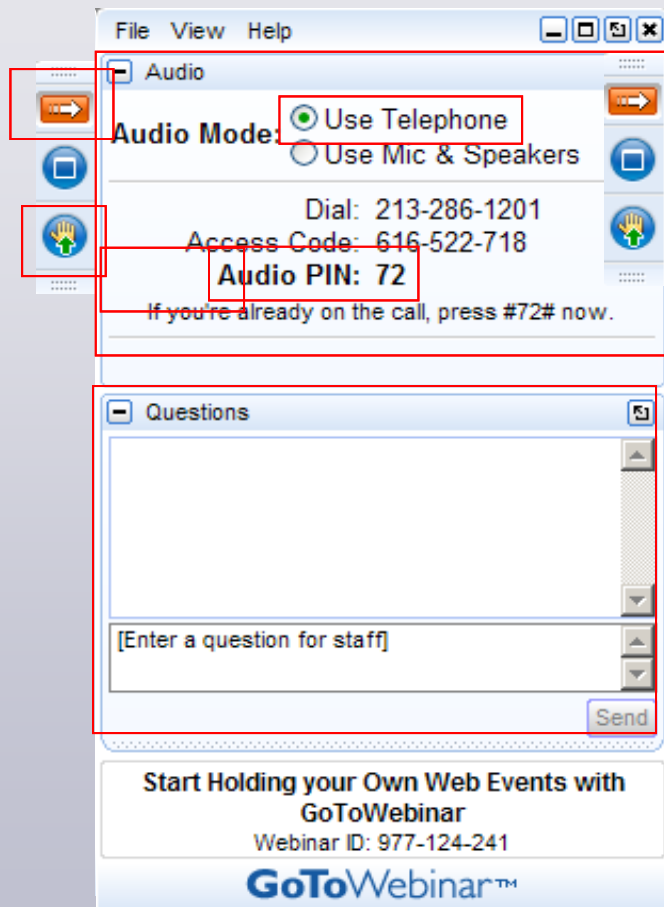 File View Help
Audio
Audio Mode: Use Telephone
Use Mic & Speakers
Dial: 213-286-1201
Access Code: 616-522-718
Audio PIN: 72
If you're already on the call, press #72# now.
Questions
[Enter a question for staff]
Send
Start Holding your Own Web Events with
GoToWebinar
Webinar ID: 977-124-241
GoToWebinar™